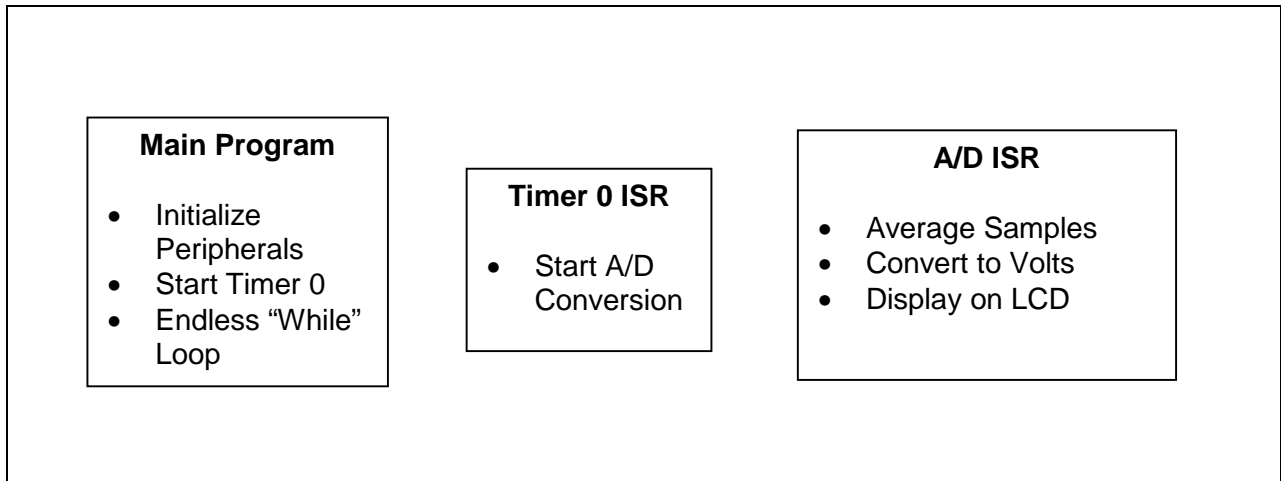 Main Program
• Initialize
Peripherals
• Start Timer 0
• Endless “While”
Loop
Timer 0 ISR
• Start A/D
Conversion
A/D ISR
• Average Samples
• Convert to Volts
• Display on LCD